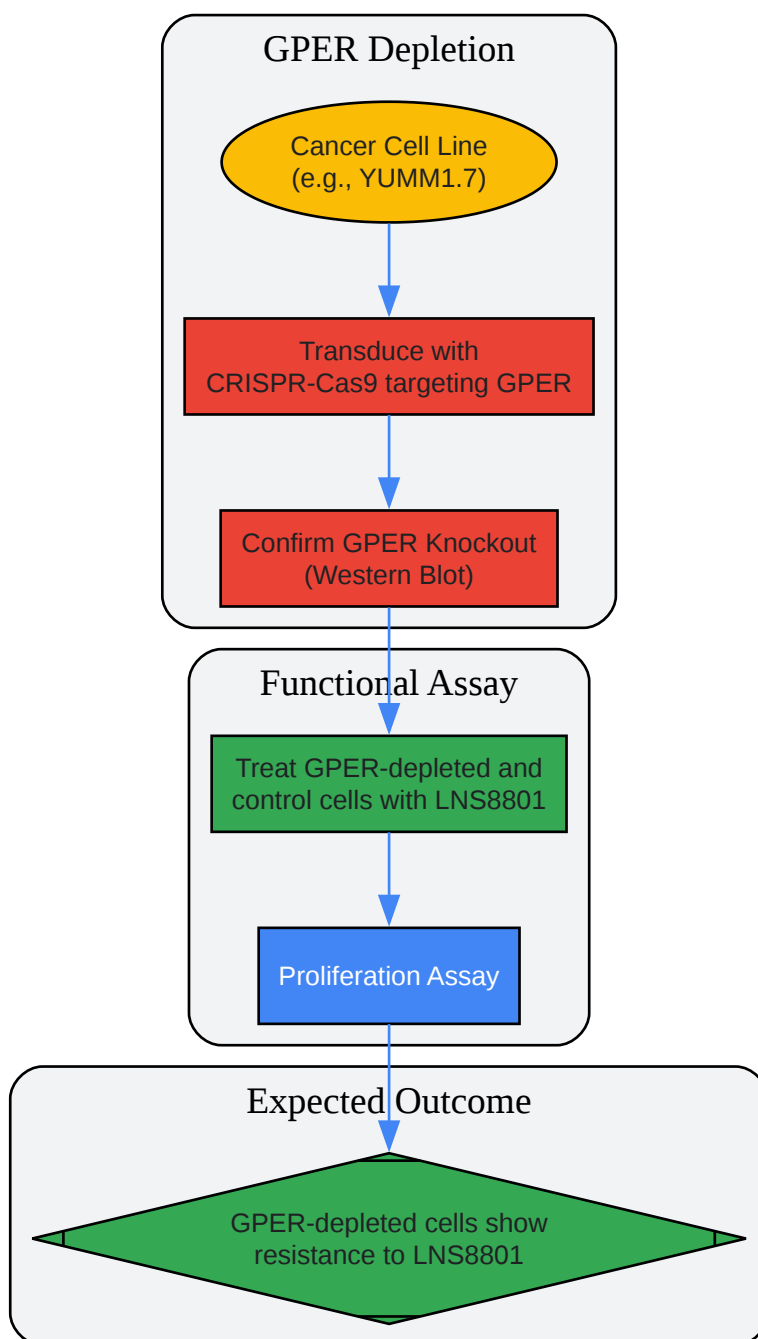 GPER Depletion
Cancer Cell Line
(e.g., YUMM1.7)
Transduce with
CRISPR-Cas9 targeting GPER
Confirm GPER Knockout
(Western Blot)
Functional Assay
Treat GPER-depleted and
control cells with LNS8801
Proliferation Assay
Expected Outcome
GPER-depleted cells show
resistance to LNS8801